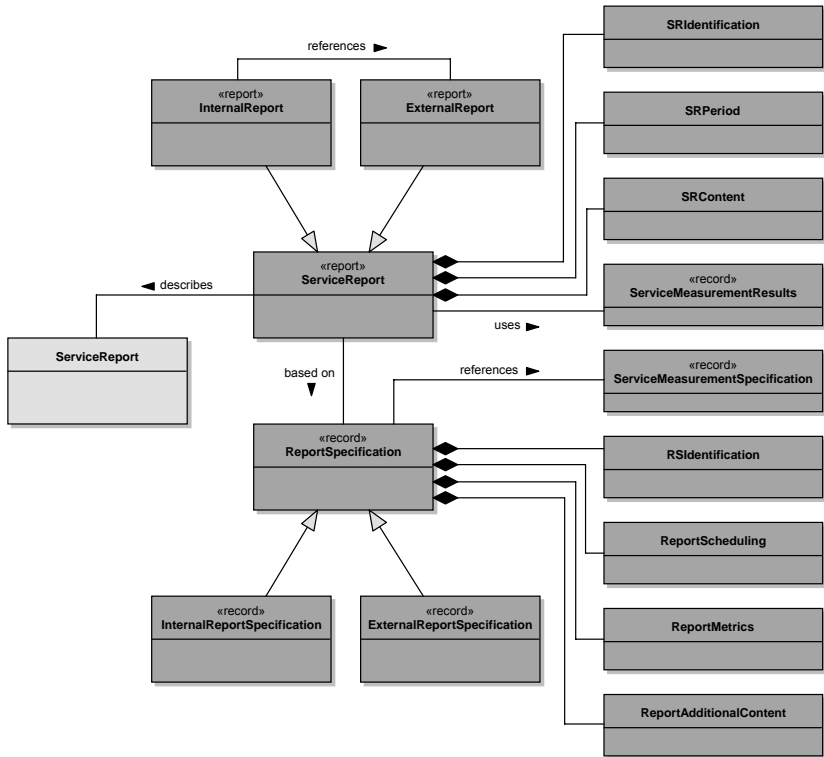 SRIdentification
references ►
«report»
InternalReport
«report»
ExternalReport
SRPeriod
SRContent
«report»
ServiceReport
«record»
ServiceMeasurementResults
◄ describes
uses ►
ServiceReport
based on
▼
references ►
«record»
ServiceMeasurementSpecification
«record»
ReportSpecification
RSIdentification
ReportScheduling
«record»
InternalReportSpecification
«record»
ExternalReportSpecification
ReportMetrics
ReportAdditionalContent